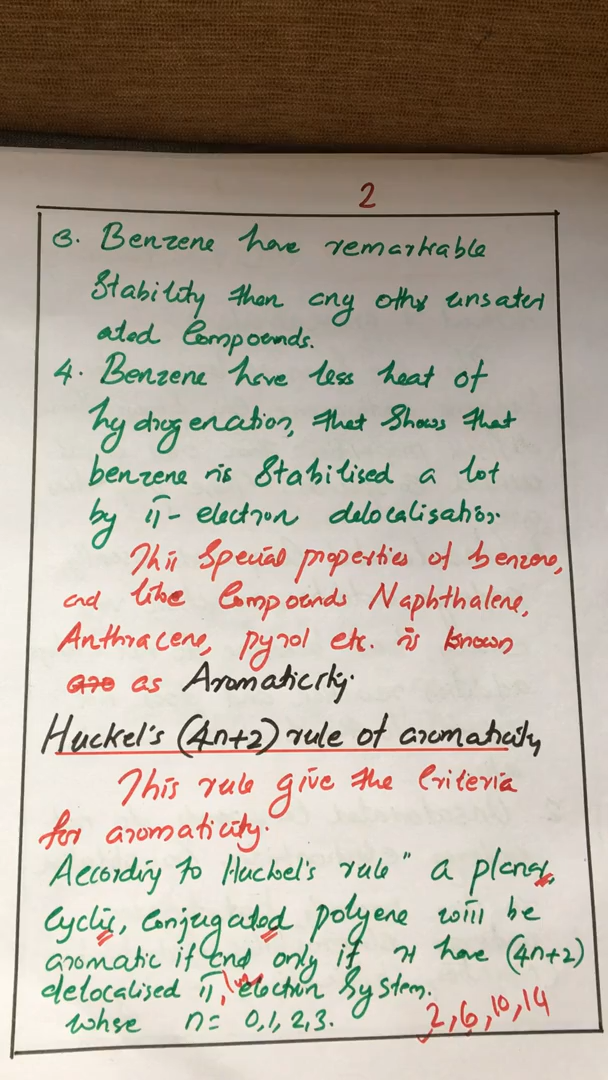 2
3. Benzene have remarkable
Stability then any other unsatur
ated Compounds.
4. Benzene have less heat of
hydrogenation, that shows that
benzene is Stabilised a lot
by π- electron delocalisation.
This Special properties of benzene,
and like Compounds Naphthalene,
Anthracene, pyrol etc. is known
as Aromaticity.
Huckel's (4n+2) rule of aromaticity
This rule give the Criteria
for aromaticity.
According to Huckel's rule " a planar,
Cyclic, Conjugated polyene will be
aromatic if and only if it have (4n+2)
delocalised π, electron System.
Whse n = 0,1,2,3. 2,6,10,14